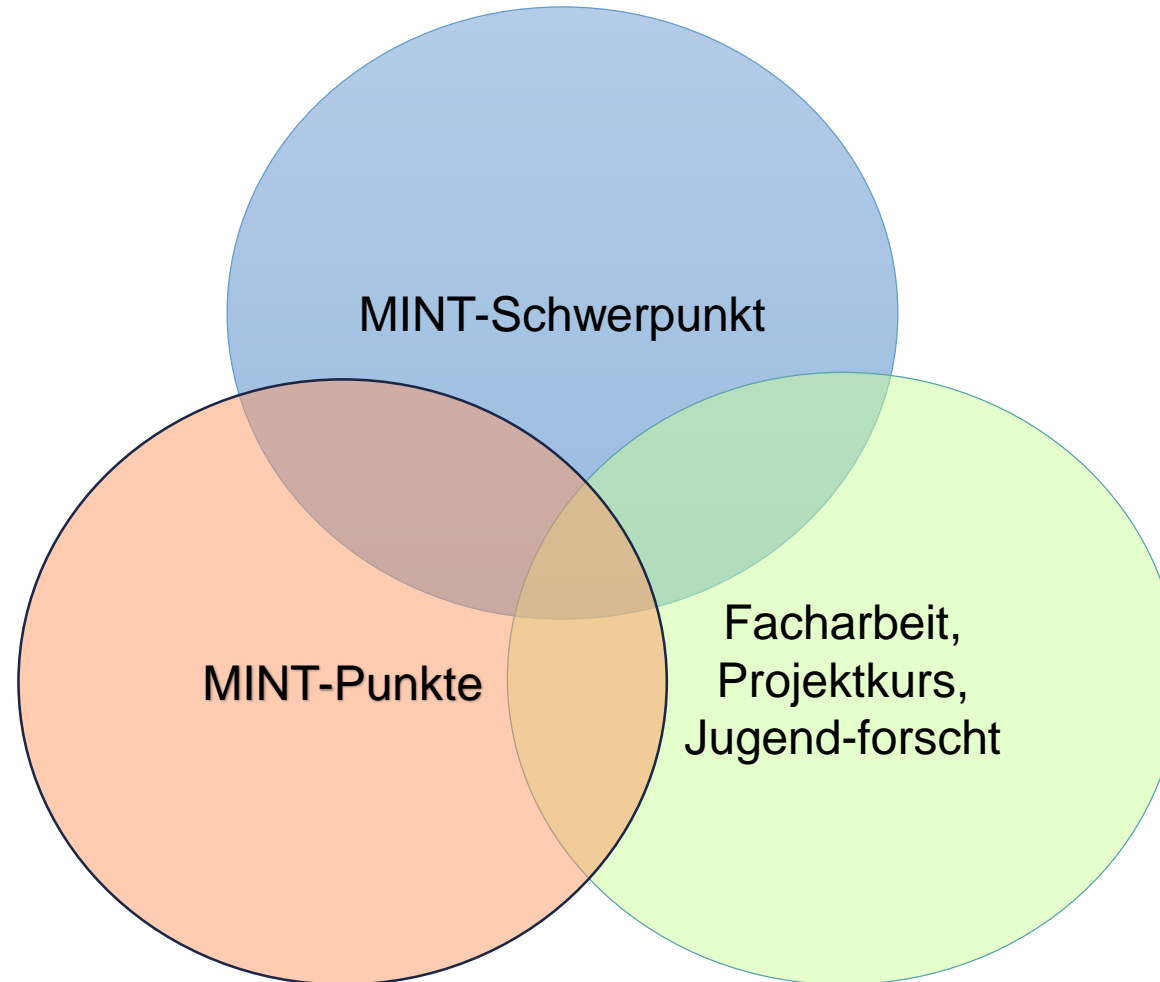 MINT-Schwerpunkt
MINT-Punkte
Facharbeit,
Projektkurs,
Jugend-forscht